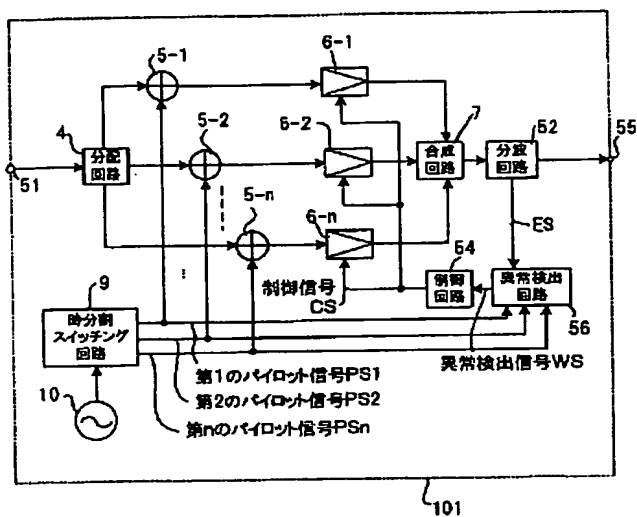 5-1
6-1
4
分配
回路
5-2
6-2
7
合成
回路
52
分波
回路
55
51
5-n
6-n
ES
54
制御
回路
制御信号
CS
異常検出
回路
56
9
時分割
スイッチング
回路
異常検出信号WS
第1のパイロット信号PS1
第2のパイロット信号PS2
第nのパイロット信号PSn
10
101